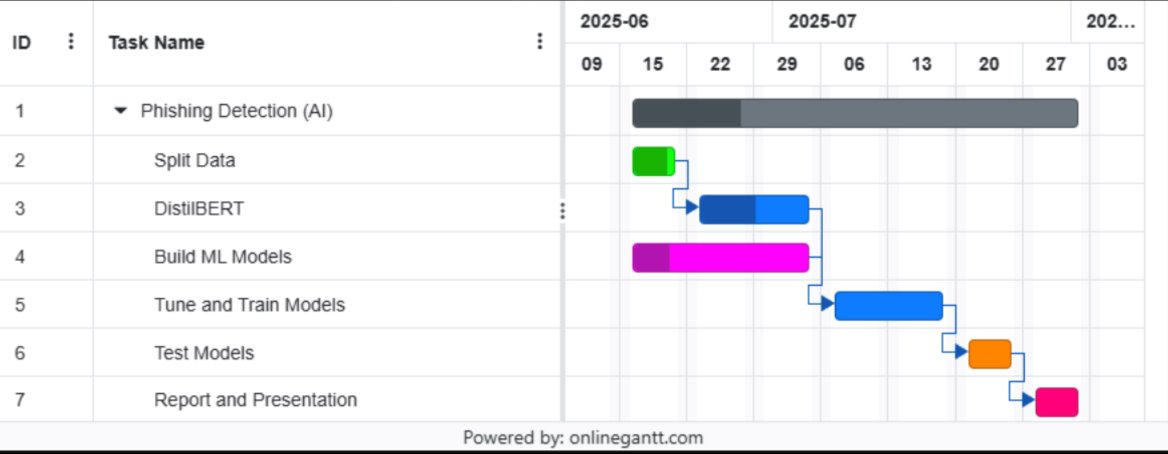 2025-06 2025-07 202...
ID Task Name
09 15 22 29 06 13 20 27 03
1 Phishing Detection (AI)
2 Split Data
3 DistilBERT
4 Build ML Models
5 Tune and Train Models
6 Test Models
7 Report and Presentation
Powered by: onlinegantt.com